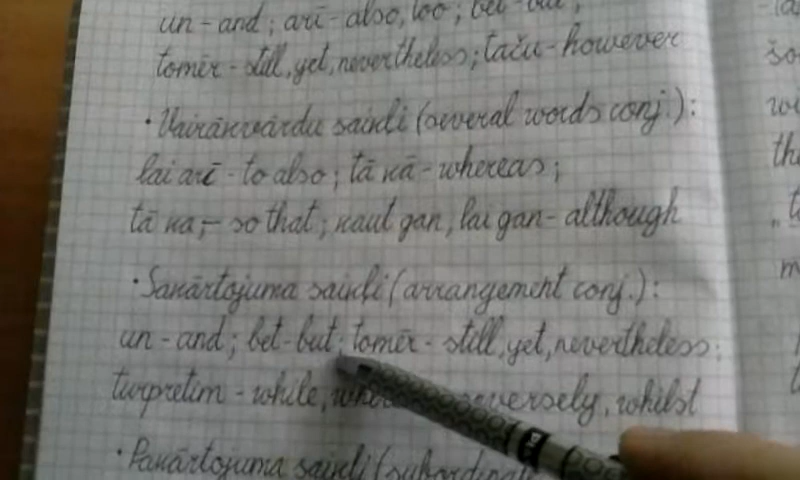 un - and; arī - also, too; bet - but;
tomēr - still, yet, nevertheless; taču - however
• Vairākvārdu saikļi (several words conj.):
lai arī - to also; tā kā - whereas;
tā ka, - so that; kaut gan, lai gan - although
• Sakārtojuma saikļi (arrangement conj.):
un - and; bet - but; tomēr - still, yet, nevertheless;
turpretim - while, whilst
• Pakārtojuma saikļi (subordinate